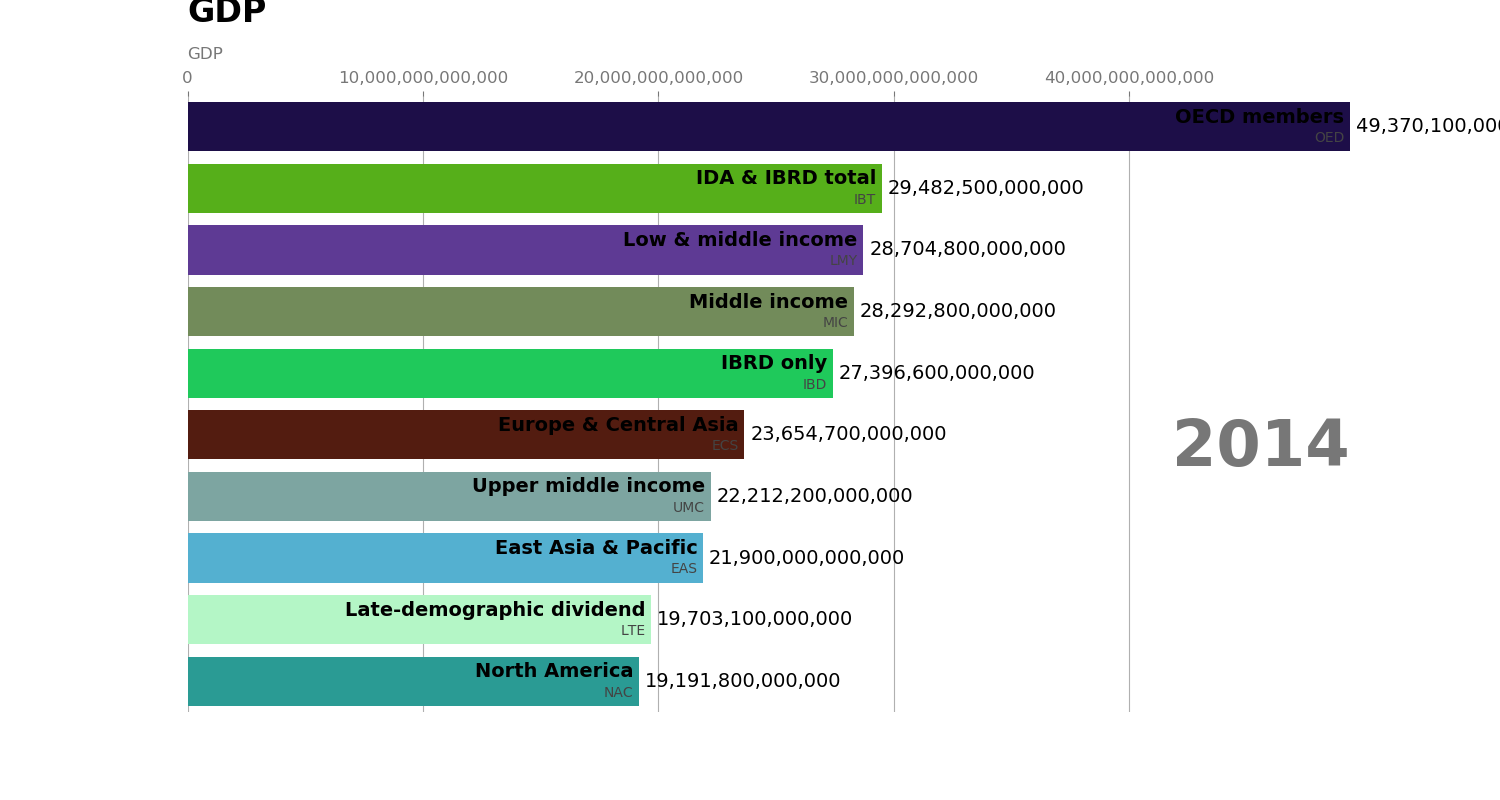 GDP
GDP
0 10,000,000,000,000 20,000,000,000,000 30,000,000,000,000 40,000,000,000,000
OECD members
OED
49,370,100,000
IDA & IBRD total
IBT
29,482,500,000,000
Low & middle income
LMY
28,704,800,000,000
Middle income
MIC
28,292,800,000,000
IBRD only
IBD
27,396,600,000,000
Europe & Central Asia
ECS
23,654,700,000,000
2014
Upper middle income
UMC
22,212,200,000,000
East Asia & Pacific
EAS
21,900,000,000,000
Late-demographic dividend
LTE
19,703,100,000,000
North America
NAC
19,191,800,000,000